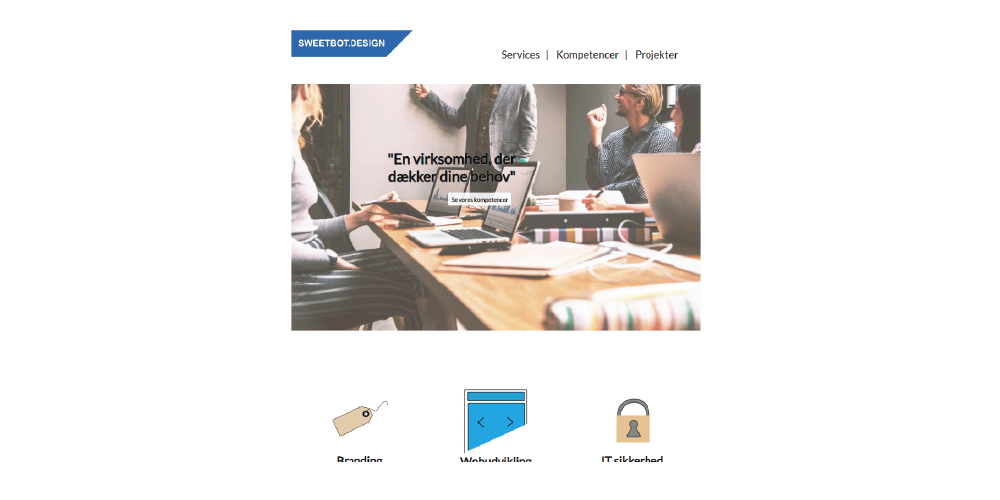 SWEETBOT.DESIGN
Services | Kompetencer | Projekter
"En virksomhed, der
dækker dine behov"
Se vores kompetencer
Branding
Webudvikling
IT sikkerhed